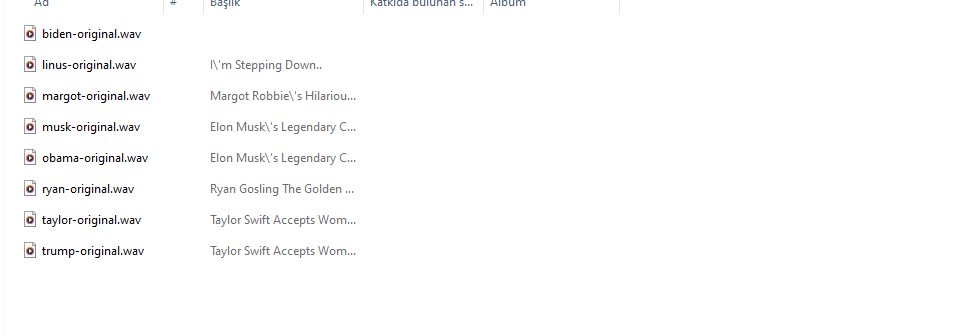 Ad # Başlık Katkıda bulunan s... Albüm
biden-original.wav
linus-original.wav I\'m Stepping Down..
margot-original.wav Margot Robbie\'s Hilariou...
musk-original.wav Elon Musk\'s Legendary C...
obama-original.wav Elon Musk\'s Legendary C...
ryan-original.wav Ryan Gosling The Golden ...
taylor-original.wav Taylor Swift Accepts Wom...
trump-original.wav Taylor Swift Accepts Wom...